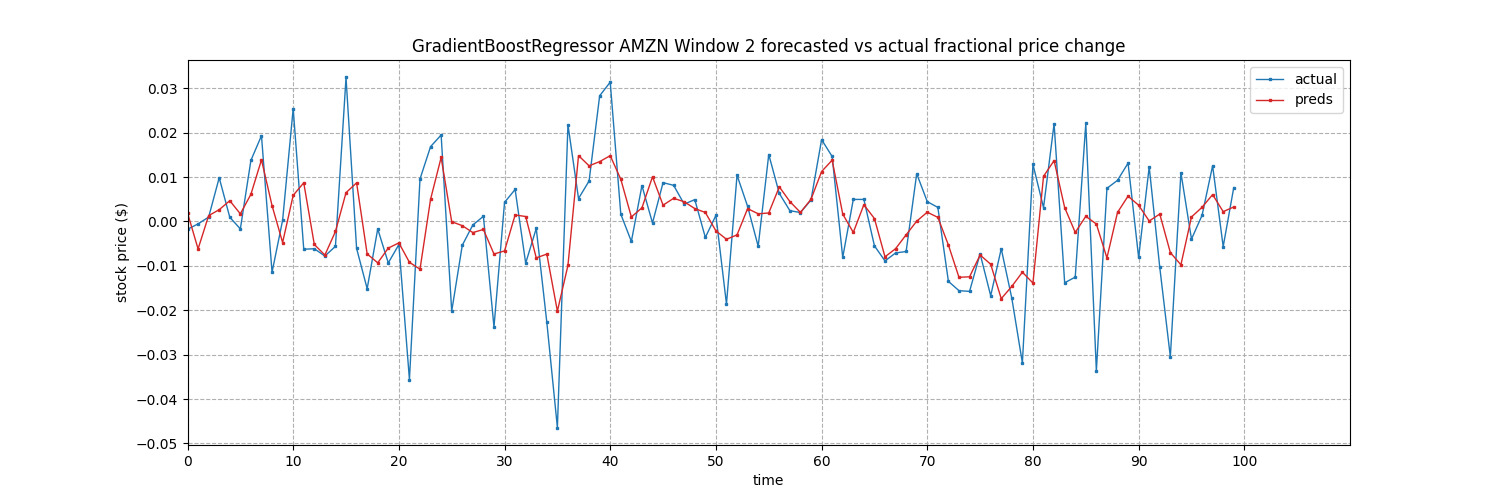 GradientBoostRegressor AMZN Window 2 forecasted vs actual fractional price change
actual
preds
stock price ($)
0.03
0.02
0.01
0.00
−0.01
−0.02
−0.03
−0.04
−0.05
0 10 20 30 40 50 60 70 80 90 100
time